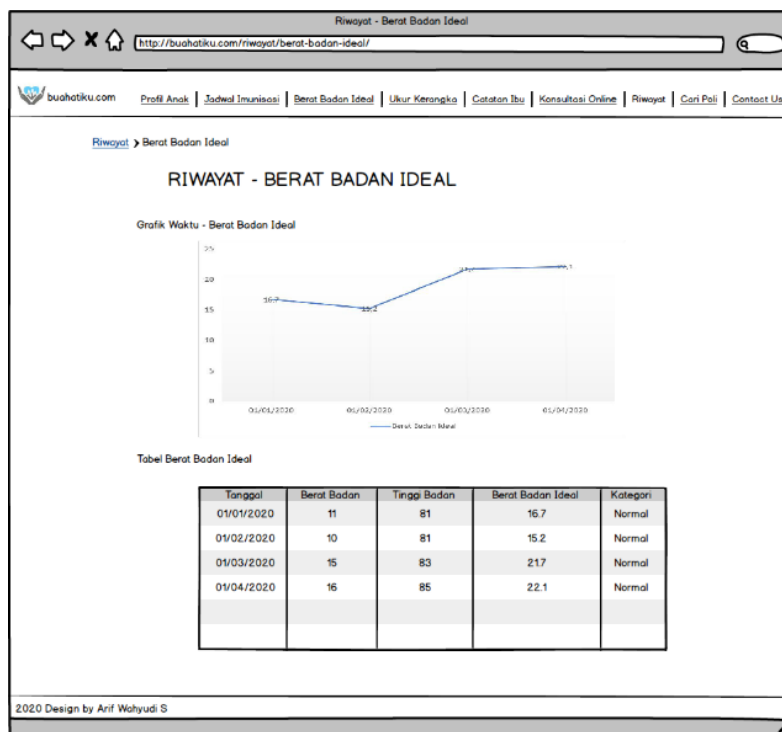 Riwayat - Berat Badan Ideal
http://buahatiku.com/riwayat/berat-badan-ideal/
buahatiku.com Profil Anak Jadwal Imunisasi Berat Badan Ideal Ukur Kerangka Catatan Ibu Konsultasi Online Riwayat Cari Poli Contact Us
Riwayat > Berat Badan Ideal
RIWAYAT - BERAT BADAN IDEAL
Grafik Waktu - Berat Badan Ideal
25
20
15
10
5
0
16,7
15,2
01/01/2020 01/02/2020 01/03/2020 01/04/2020
Berat Badan Ideal
Tabel Berat Badan Ideal
Tanggal Berat Badan Tinggi Badan Berat Badan Ideal Kategori
01/01/2020 11 81 16.7 Normal
01/02/2020 10 81 15.2 Normal
01/03/2020 15 83 21.7 Normal
01/04/2020 16 85 22.1 Normal
2020 Design by Arif Wahyudi S